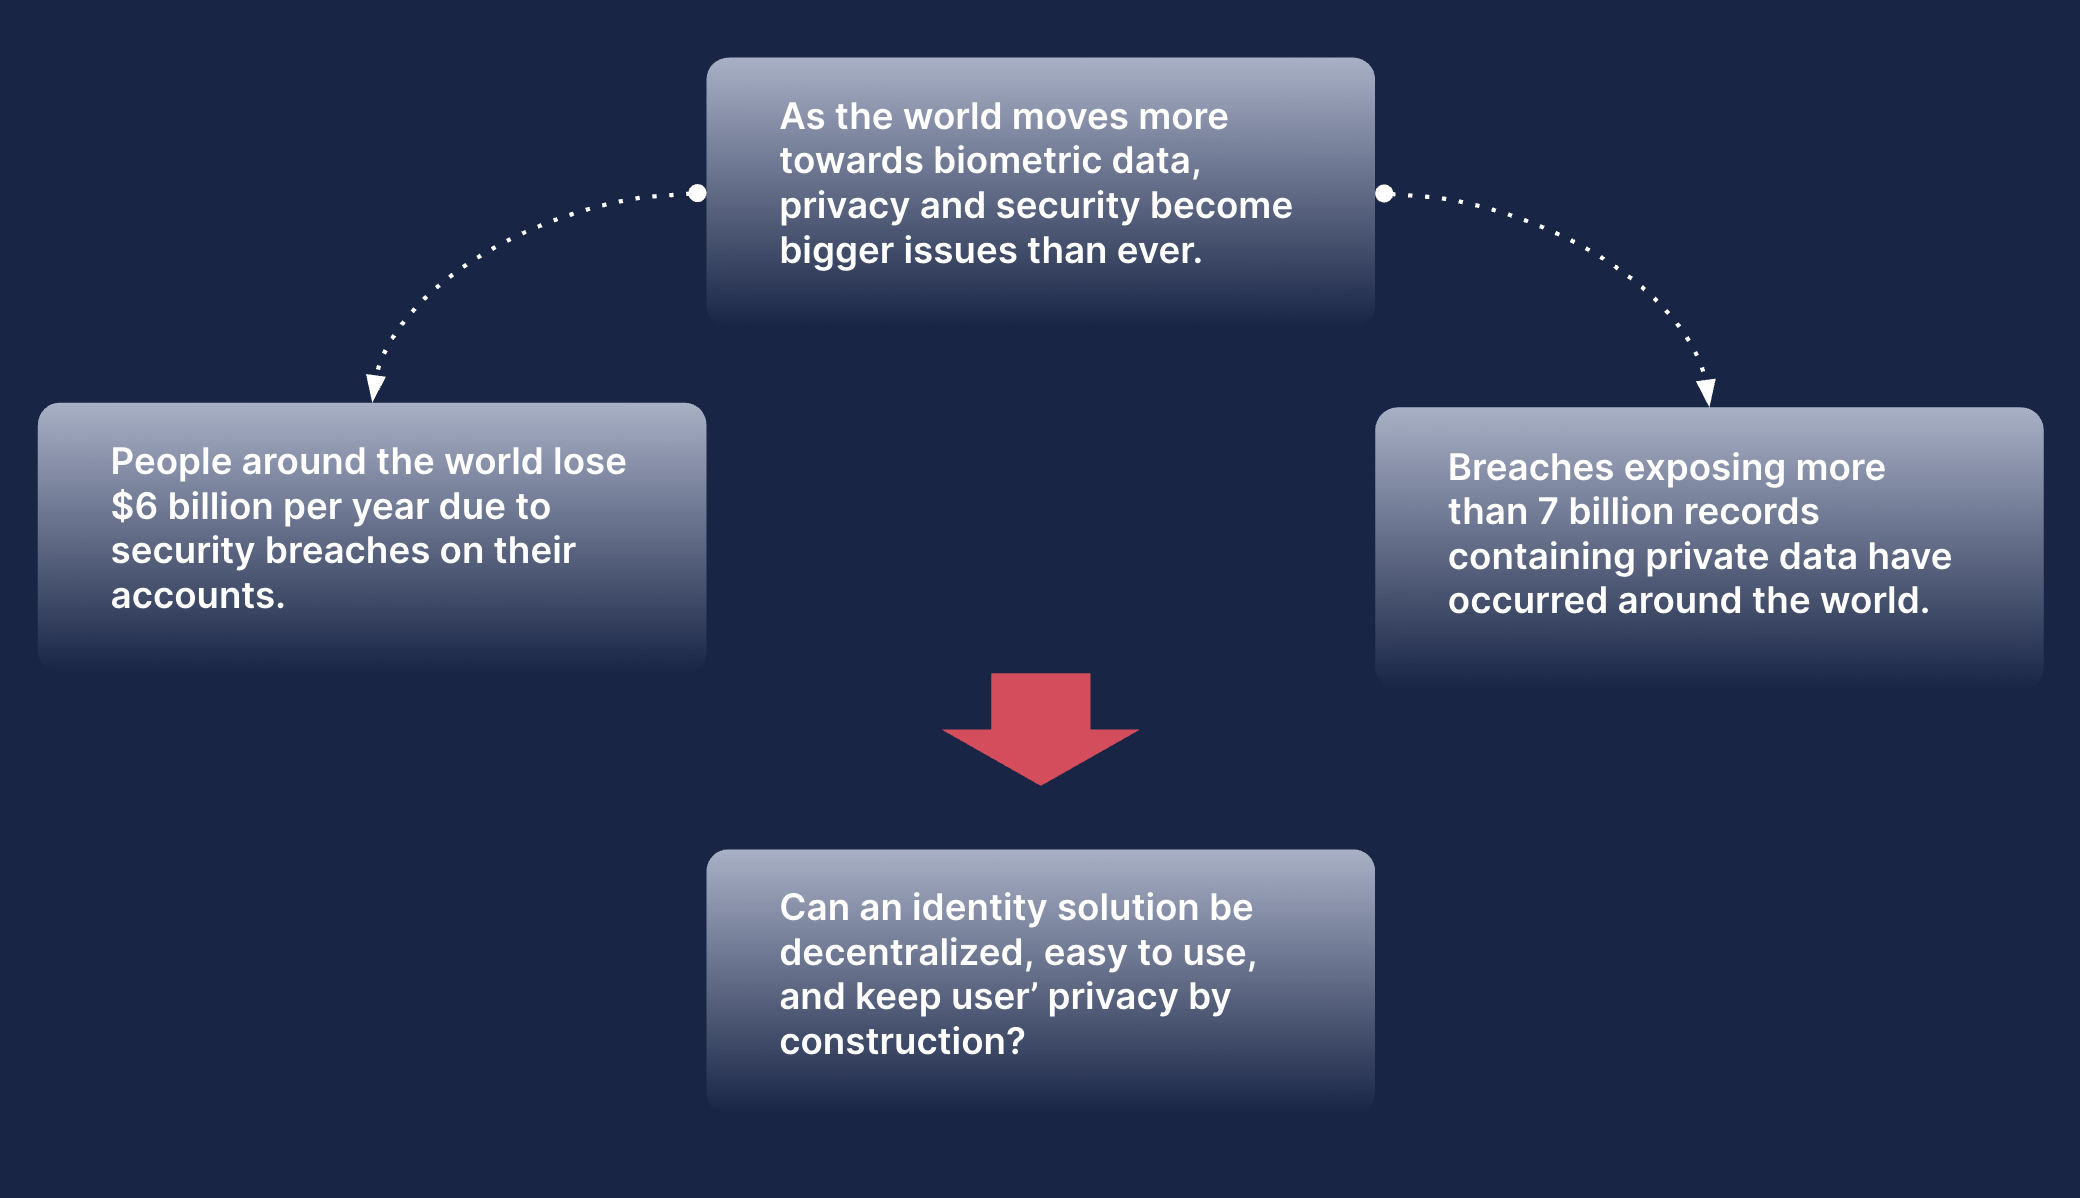 As the world moves more
towards biometric data,
privacy and security become
bigger issues than ever.
People around the world lose
$6 billion per year due to
security breaches on their
accounts.
Breaches exposing more
than 7 billion records
containing private data have
occurred around the world.
Can an identity solution be
decentralized, easy to use,
and keep user’ privacy by
construction?